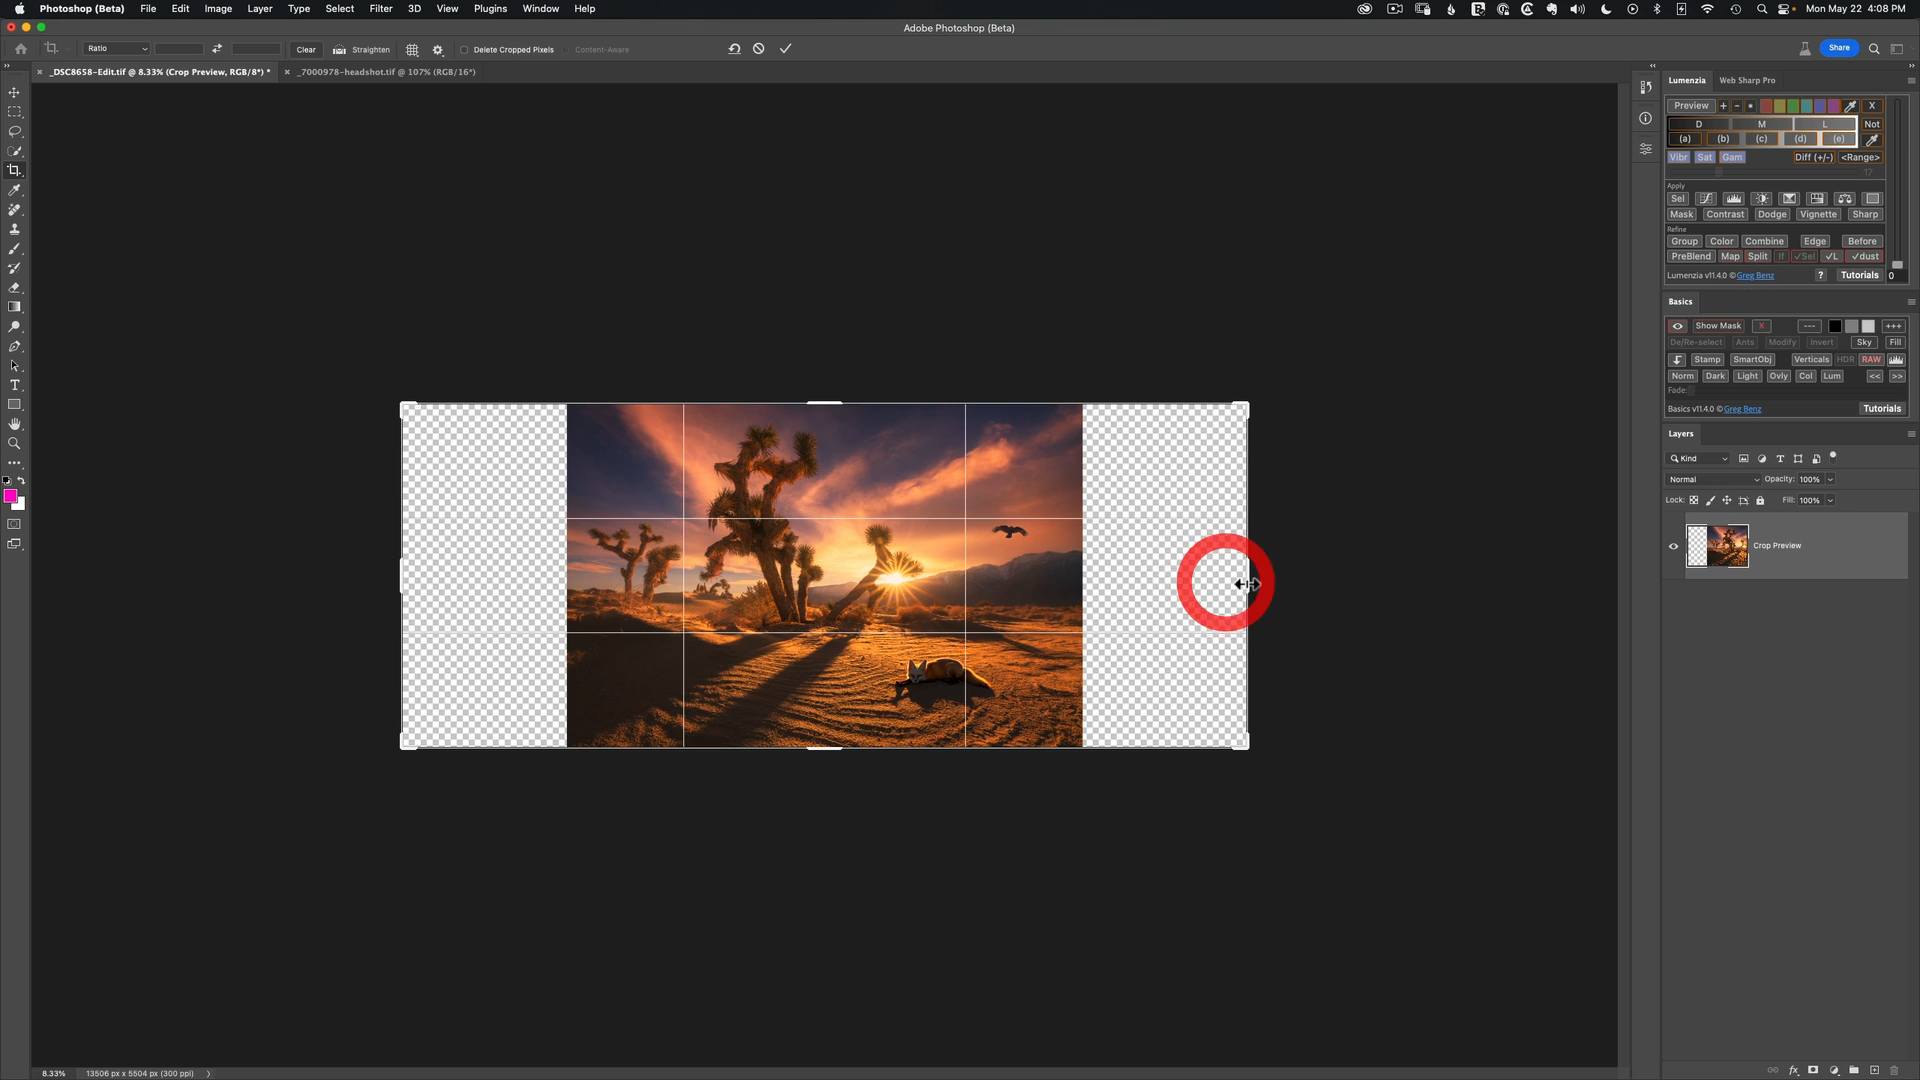 Photoshop (Beta) File Edit Image Layer Type Select Filter 3D View Plugins Window Help Mon May 22 4:08 PM
Adobe Photoshop (Beta)
Ratio Clear Straighten Delete Cropped Pixels Content-Aware Share
_DSC8658-Edit.tif @ 8.33% (Crop Preview, RGB/8*) * _7000978-headshot.tif @ 107% (RGB/16*)
Lumenzia Web Sharp Pro
Preview + - X
D M L Not
(a) (b) (c) (d) (e)
Vibr Sat Gam Diff (+/-) <Range>
17
Apply
Sel
Mask Contrast Dodge Vignette Sharp
Refine
Group Color Combine Edge Before
PreBlend Map Split If ✓Sel ✓L ✓dust
Lumenzia v11.4.0 © Greg Benz ? Tutorials 0
Basics
Show Mask X --- +++
De/Re-select Ants Modify Invert Sky Fill
Stamp SmartObj Verticals HDR RAW
Norm Dark Light Ovly Col Lum << >>
Fade:
Basics v11.4.0 © Greg Benz Tutorials
Layers
Kind
Normal Opacity: 100%
Lock: Fill: 100%
Crop Preview
8.33% 13506 px x 5504 px (300 ppi)